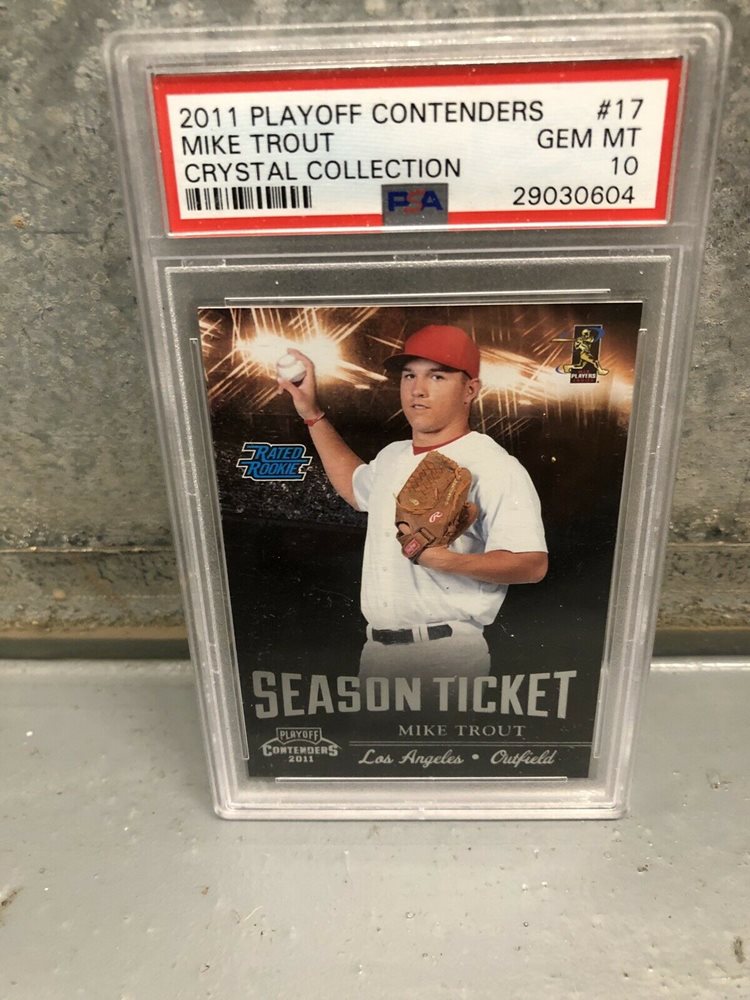 2011 PLAYOFF CONTENDERS #17
MIKE TROUT GEM MT
CRYSTAL COLLECTION 10
PSA 29030604
PLAYERS
RATED
ROOKIE
R
SEASON TICKET
MIKE TROUT
PLAYOFF
CONTENDERS
2011
Los Angeles • Outfield